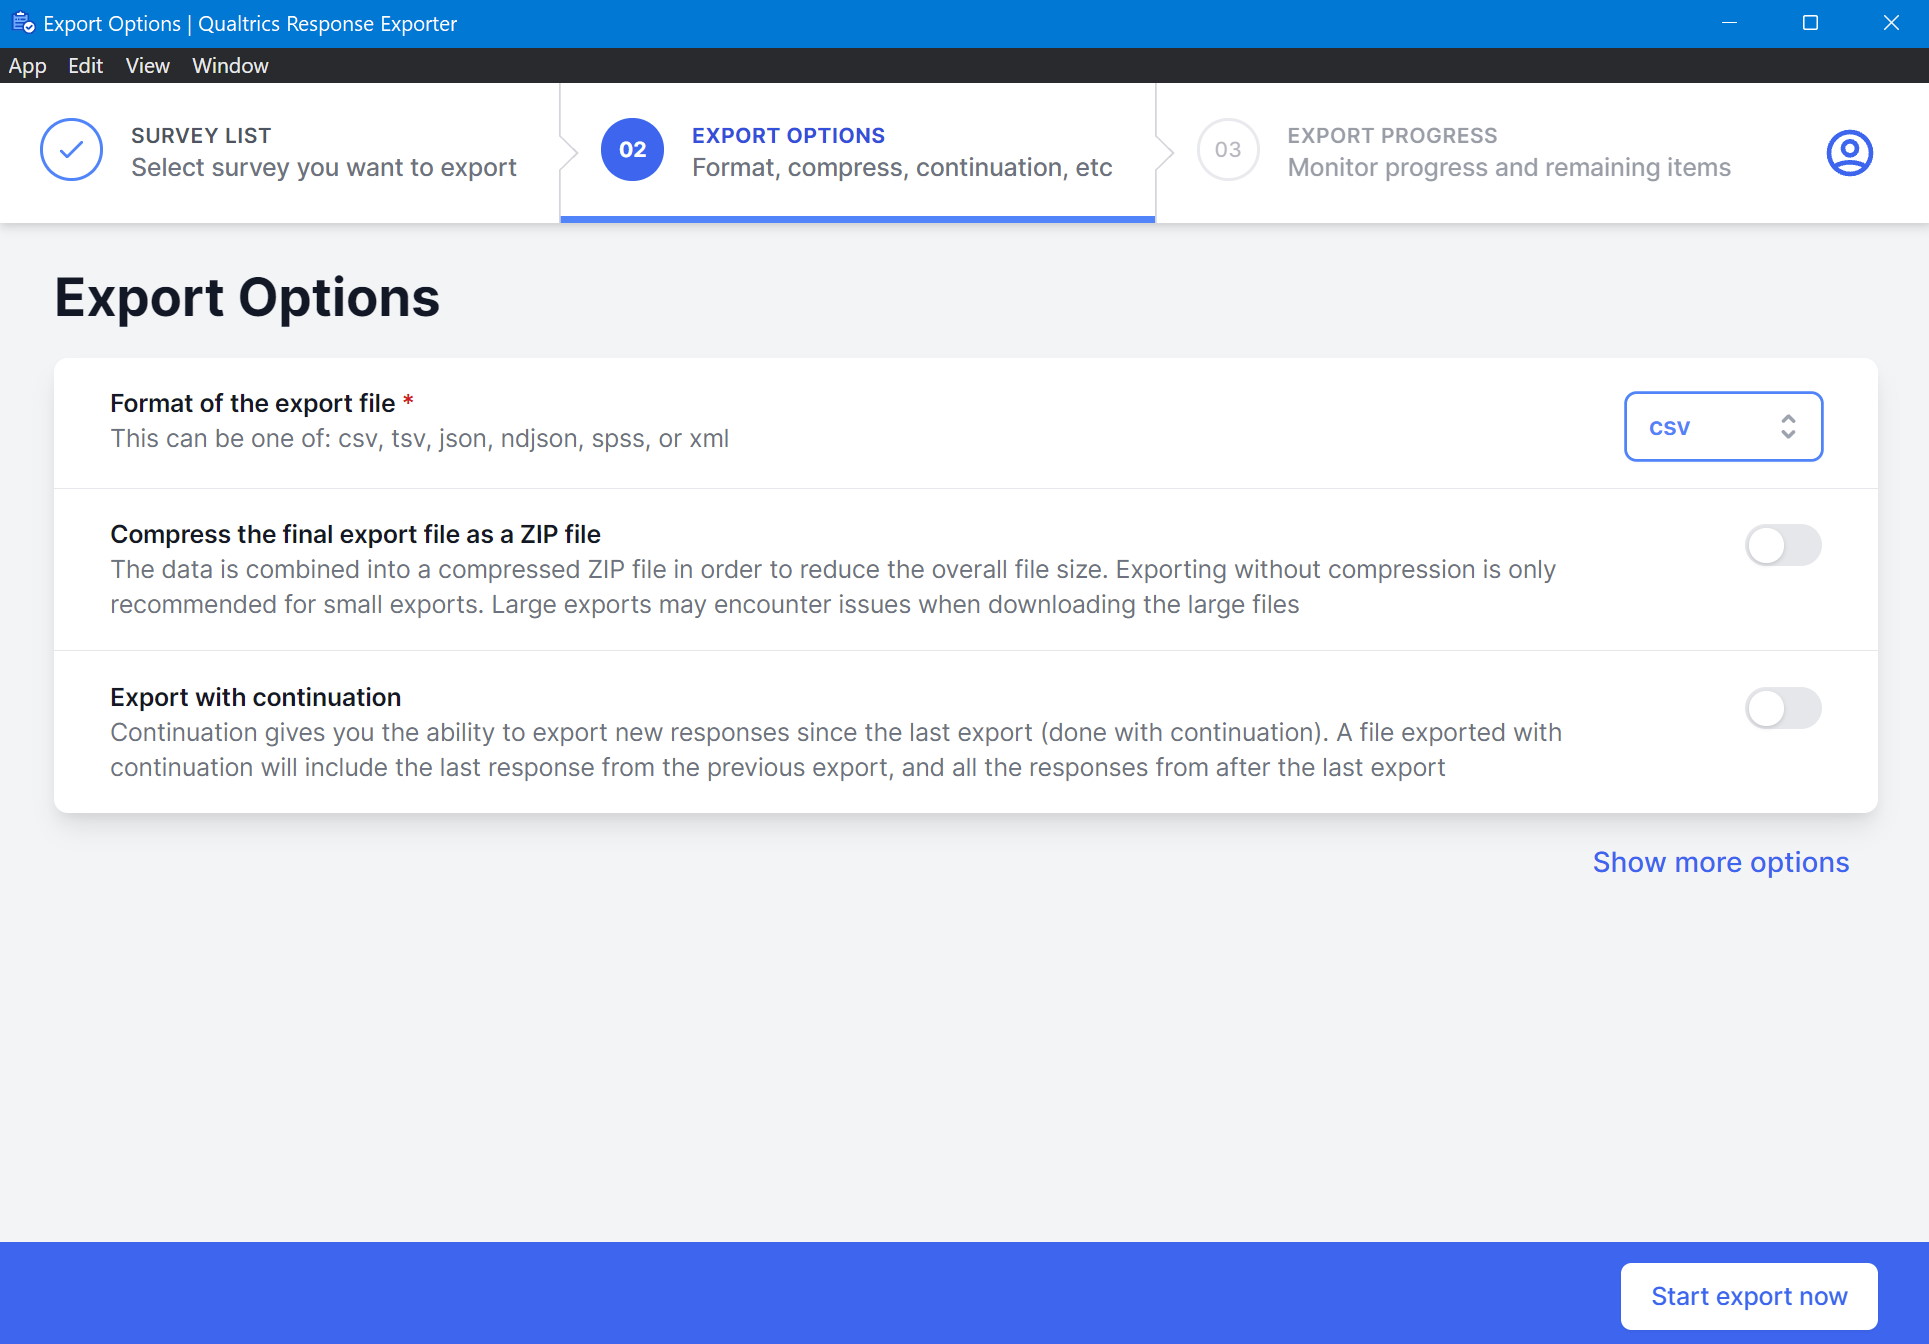 Export Options | Qualtrics Response Exporter
App Edit View Window
SURVEY LIST
Select survey you want to export
02
EXPORT OPTIONS
Format, compress, continuation, etc
03
EXPORT PROGRESS
Monitor progress and remaining items
Export Options
Format of the export file *
This can be one of: csv, tsv, json, ndjson, spss, or xml
csv
Compress the final export file as a ZIP file
The data is combined into a compressed ZIP file in order to reduce the overall file size. Exporting without compression is only
recommended for small exports. Large exports may encounter issues when downloading the large files
Export with continuation
Continuation gives you the ability to export new responses since the last export (done with continuation). A file exported with
continuation will include the last response from the previous export, and all the responses from after the last export
Show more options
Start export now